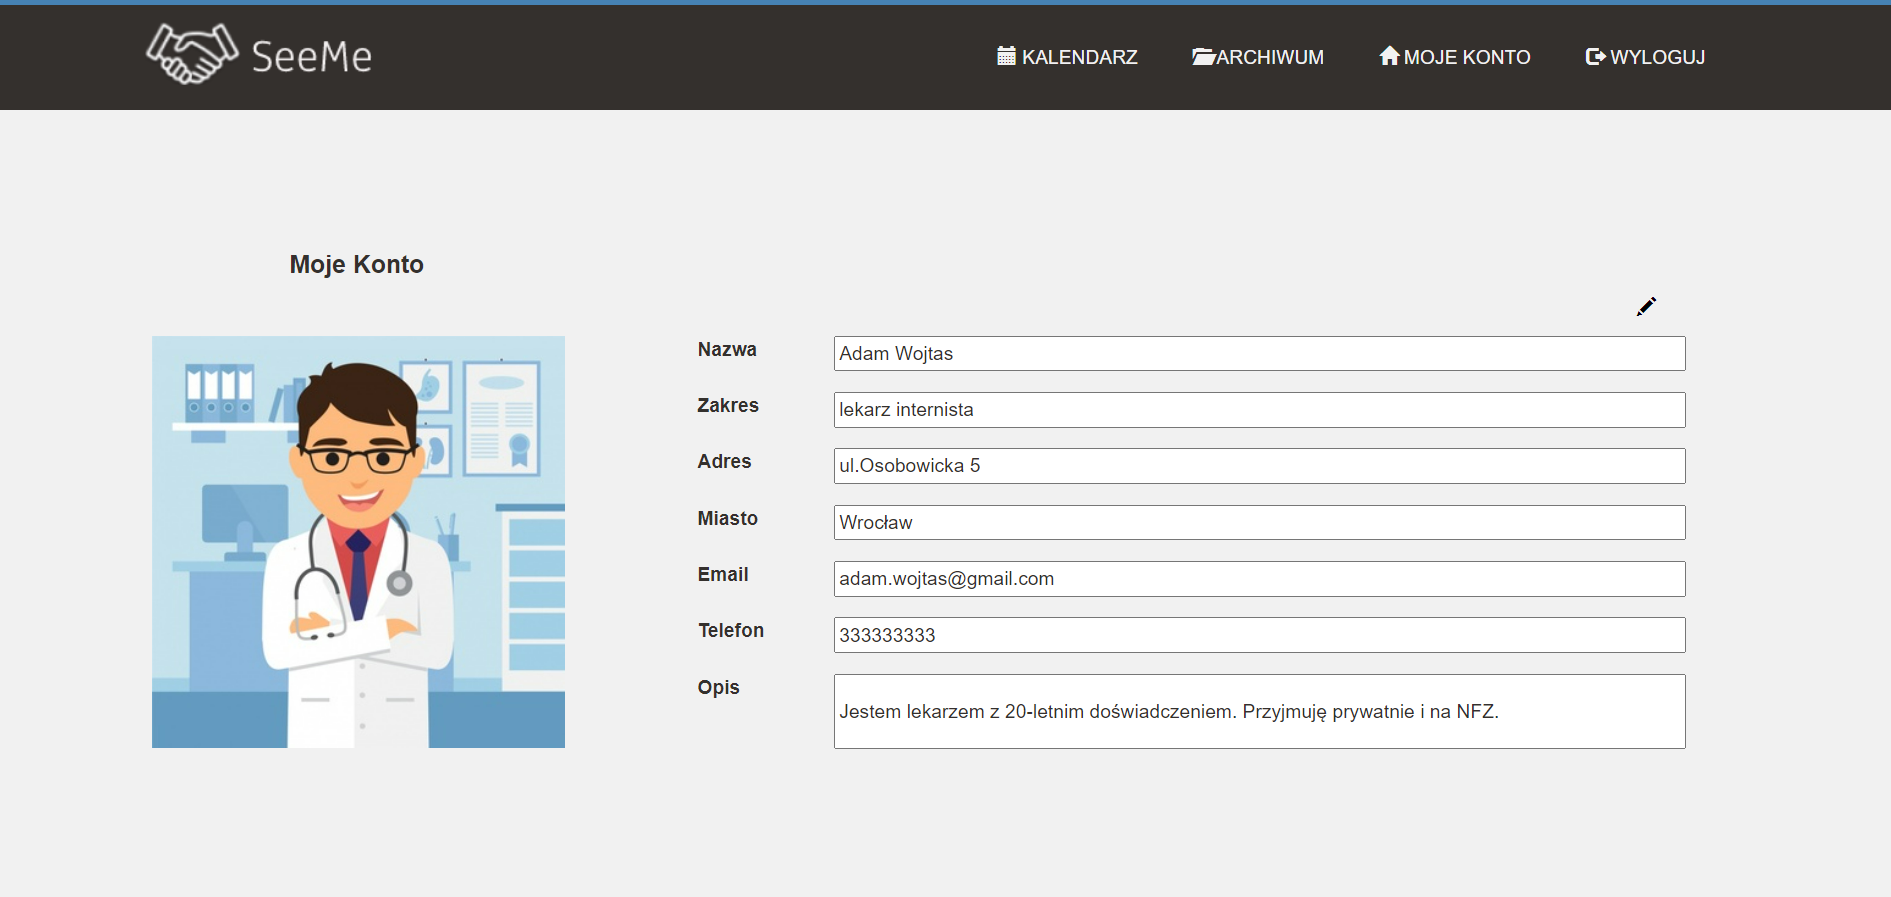 SeeMe
KALENDARZ ARCHIWUM MOJE KONTO WYLOGUJ
Moje Konto
Nazwa Adam Wojtas
Zakres lekarz internista
Adres ul.Osobowicka 5
Miasto Wrocław
Email adam.wojtas@gmail.com
Telefon 333333333
Opis Jestem lekarzem z 20-letnim doświadczeniem. Przyjmuję prywatnie i na NFZ.